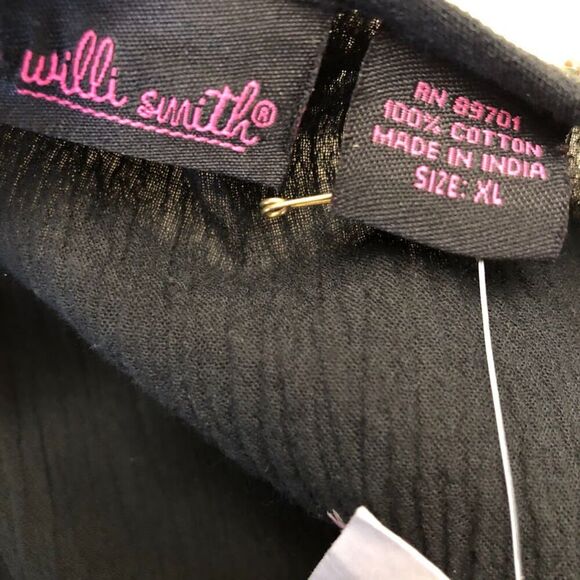 willi smith®
RN 89701
100% COTTON
MADE IN INDIA
SIZE: XL